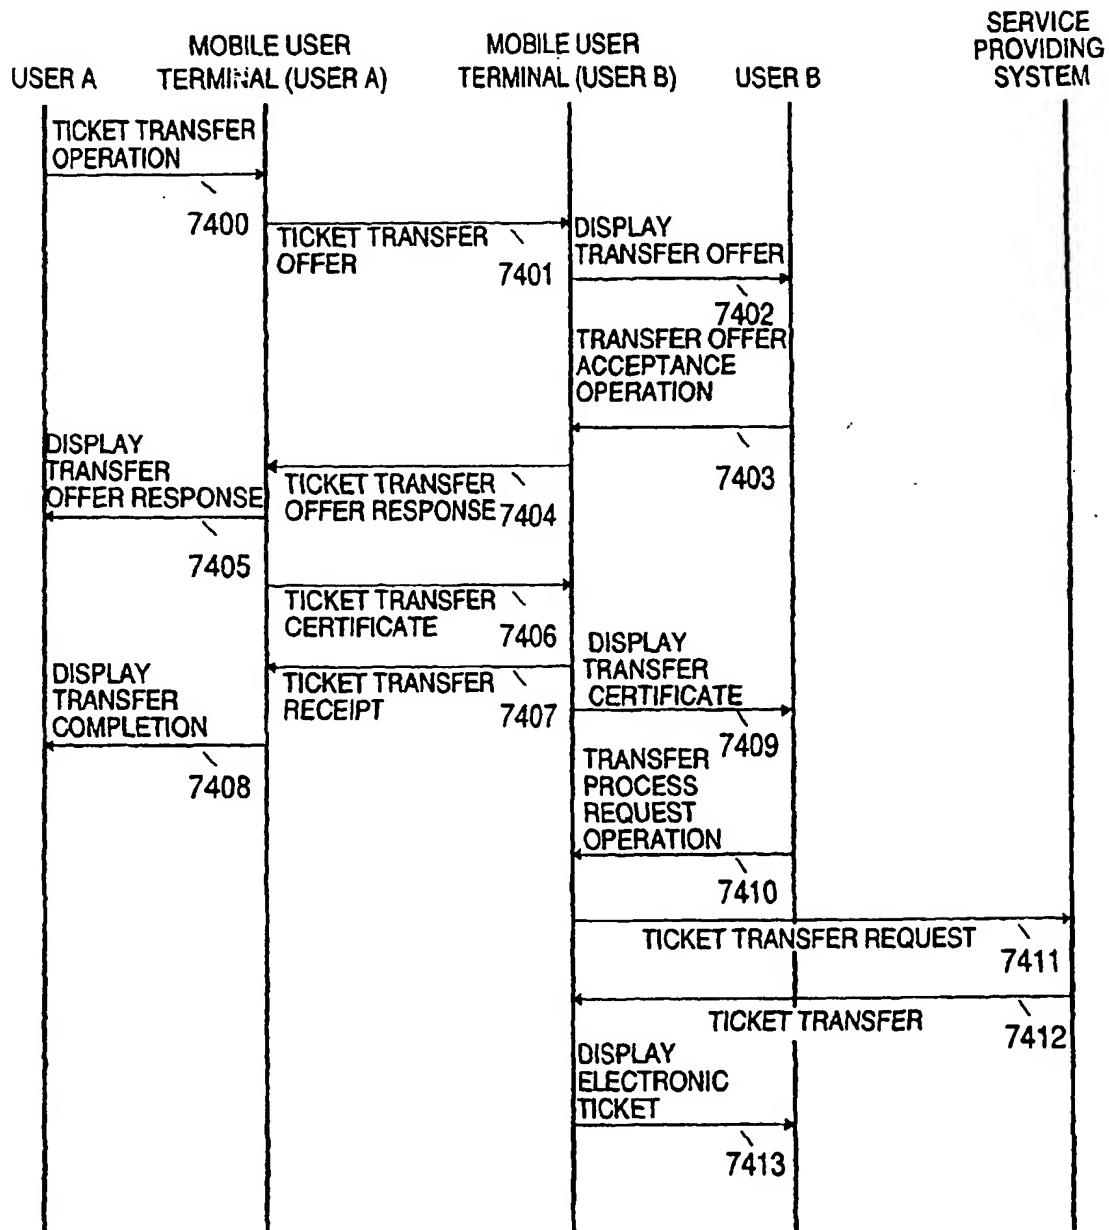 SERVICE
PROVIDING
SYSTEM
MOBILE USER
TERMINAL (USER A)
MOBILE USER
TERMINAL (USER B)
USER A
USER B
TICKET TRANSFER
OPERATION
7400
TICKET TRANSFER
OFFER
7401
DISPLAY
TRANSFER OFFER
7402
TRANSFER OFFER
ACCEPTANCE
OPERATION
7403
TICKET TRANSFER
OFFER RESPONSE
7404
DISPLAY
TRANSFER
OFFER RESPONSE
7405
TICKET TRANSFER
CERTIFICATE
7406
TICKET TRANSFER
RECEIPT
7407
DISPLAY
TRANSFER
COMPLETION
7408
DISPLAY
TRANSFER
CERTIFICATE
7409
TRANSFER
PROCESS
REQUEST
OPERATION
7410
TICKET TRANSFER REQUEST
7411
TICKET TRANSFER
7412
DISPLAY
ELECTRONIC
TICKET
7413